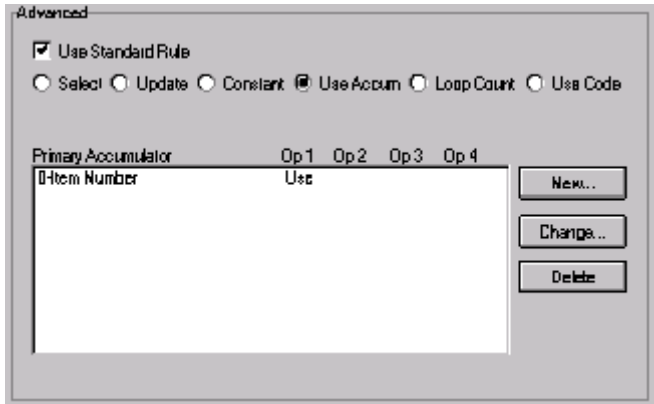 Advanced
Use Standard Rule
Select Update Constant Use Accum Loop Count Use Code
Primary Accumulator Op 1 Op 2 Op 3 Op 4
0-Item Number Use
New...
Change...
Delete